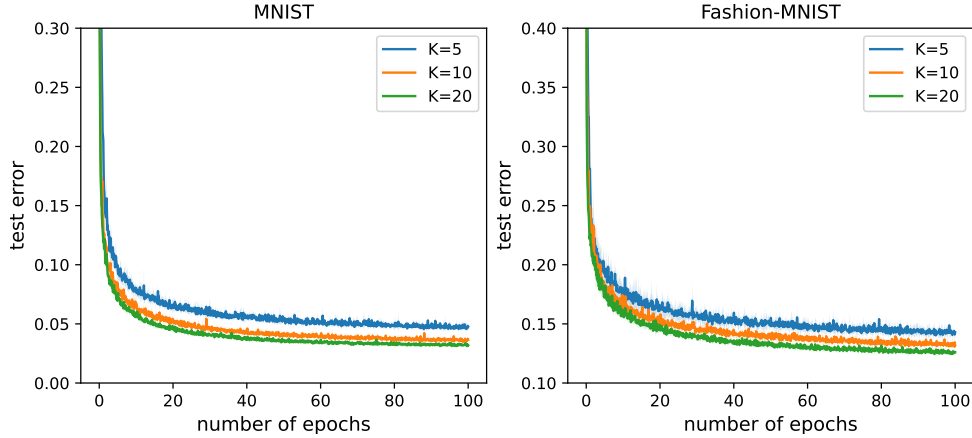 MNIST
0.30
0.25
0.20
0.15
0.10
0.05
0.00
test error
0
20
40
60
80
100
number of epochs
K=5
K=10
K=20
Fashion-MNIST
0.40
0.35
0.30
0.25
0.20
0.15
0.10
test error
0
20
40
60
80
100
number of epochs
K=5
K=10
K=20